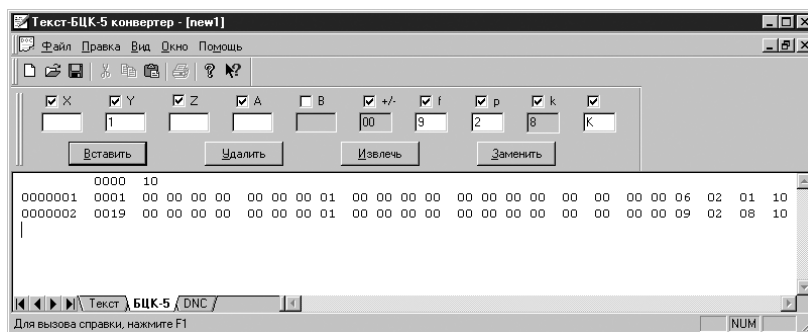 Текст-БЦК-5 конвертер - [new1]
Файл Правка Вид Окно Помощь
X Y Z A B +/- f p k
1 00 9 2 8 K
Вставить Удалить Извлечь Заменить
0000 10
0000001 0001 00 00 00 00 00 00 00 01 00 00 00 00 00 00 00 00 00 00 00 00 06 02 01 10
0000002 0019 00 00 00 00 00 00 00 01 00 00 00 00 00 00 00 00 00 00 00 00 09 02 08 10
Текст БЦК-5 DNC
Для вызова справки, нажмите F1 NUM